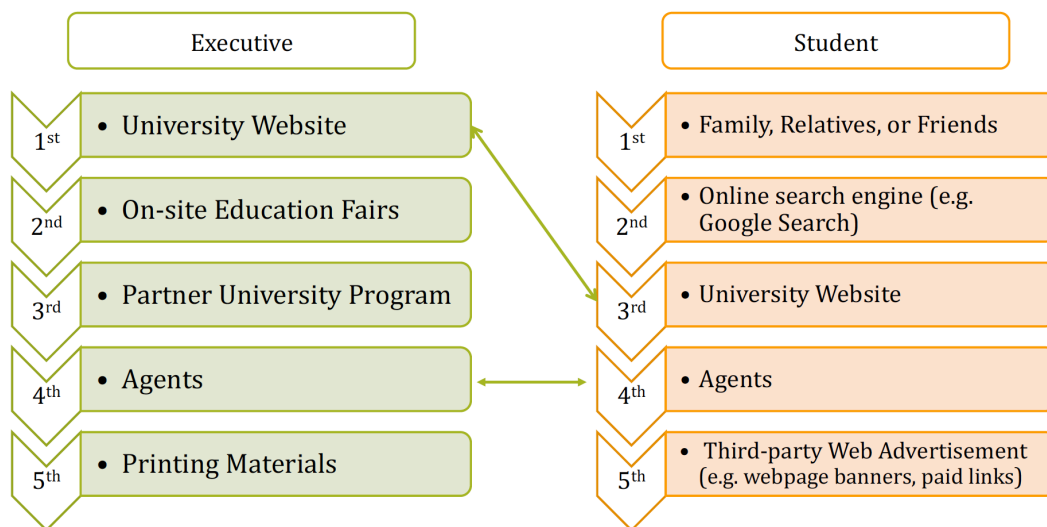 Executive
1st
• University Website
2nd
• On-site Education Fairs
3rd
• Partner University Program
4th
• Agents
5th
• Printing Materials
Student
1st
• Family, Relatives, or Friends
2nd
• Online search engine (e.g.
Google Search)
3rd
• University Website
4th
• Agents
5th
• Third-party Web Advertisement
(e.g. webpage banners, paid links)